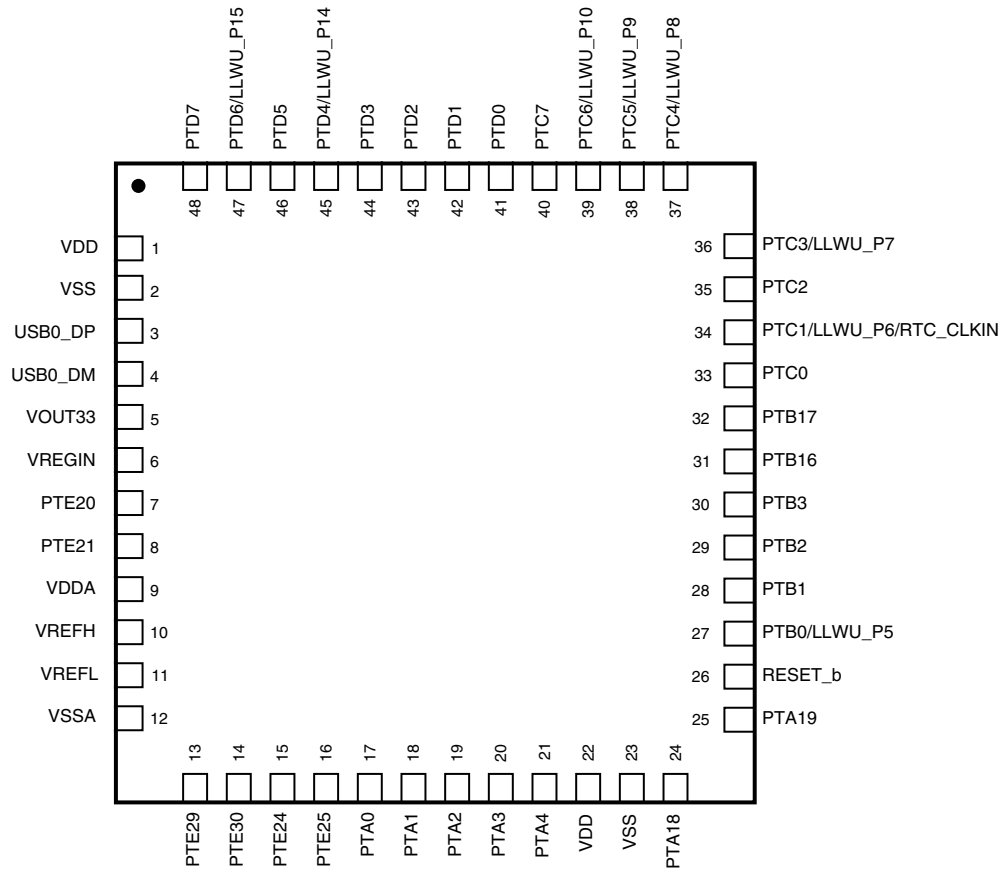 PTD7
PTD6/LLWU_P15
PTD5
PTD4/LLWU_P14
PTD3
PTD2
PTD1
PTD0
PTC7
PTC6/LLWU_P10
PTC5/LLWU_P9
PTC4/LLWU_P8
48
47
46
45
44
43
42
41
40
39
38
37
VDD 1
VSS 2
USB0_DP 3
USB0_DM 4
VOUT33 5
VREGIN 6
PTE20 7
PTE21 8
VDDA 9
VREFH 10
VREFL 11
VSSA 12
36 PTC3/LLWU_P7
35 PTC2
34 PTC1/LLWU_P6/RTC_CLKIN
33 PTC0
32 PTB17
31 PTB16
30 PTB3
29 PTB2
28 PTB1
27 PTB0/LLWU_P5
26 RESET_b
25 PTA19
13
14
15
16
17
18
19
20
21
22
23
24
PTE29
PTE30
PTE24
PTE25
PTA0
PTA1
PTA2
PTA3
PTA4
VDD
VSS
PTA18